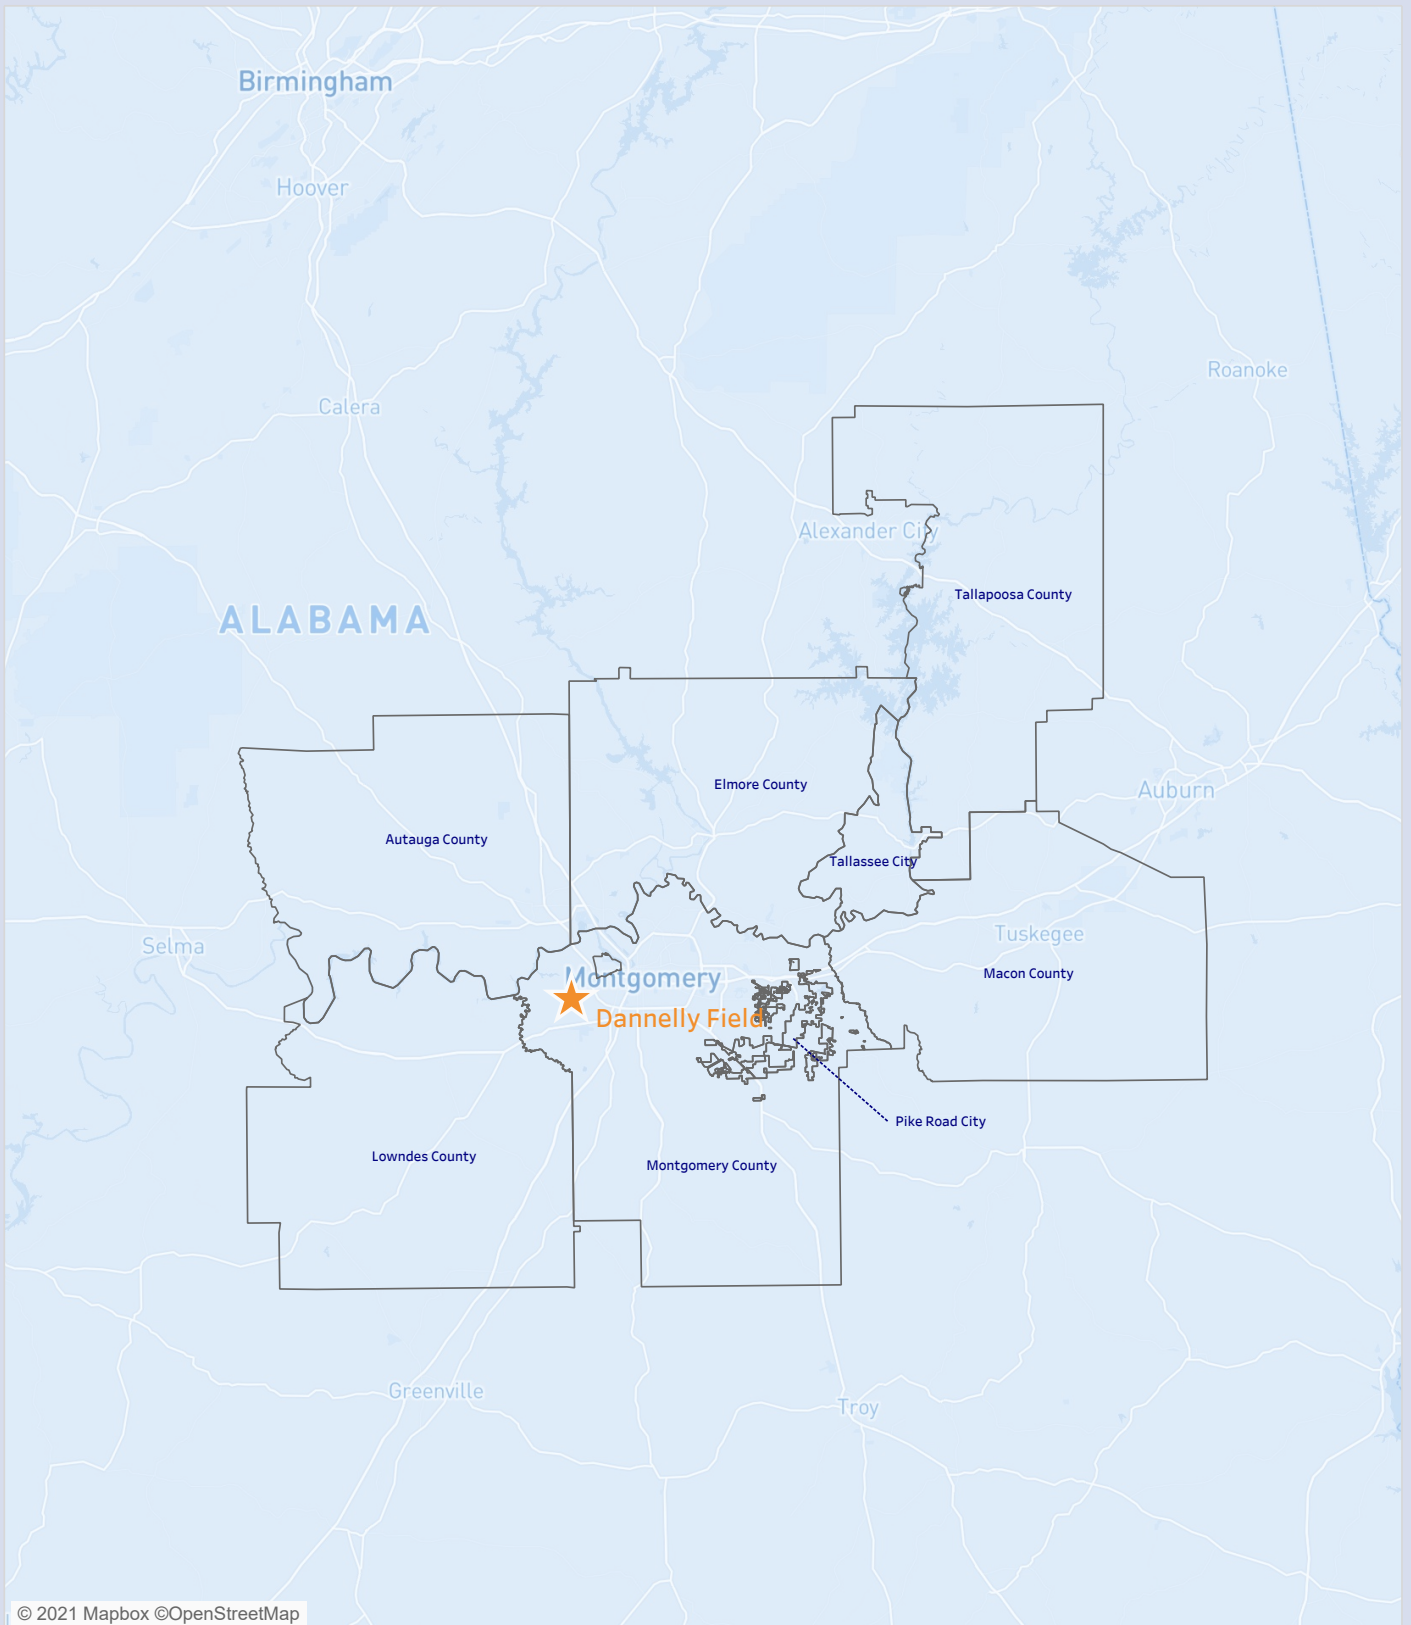 Birmingham
Hoover
Roanoke
Calera
Alexander City
Tallapoosa County
ALABAMA
Elmore County
Auburn
Autauga County
Tallassee City
Tuskegee
Selma
Macon County
Montgomery
Dannelly Field
Pike Road City
Lowndes County
Montgomery County
Greenville
Troy
© 2021 Mapbox ©OpenStreetMap